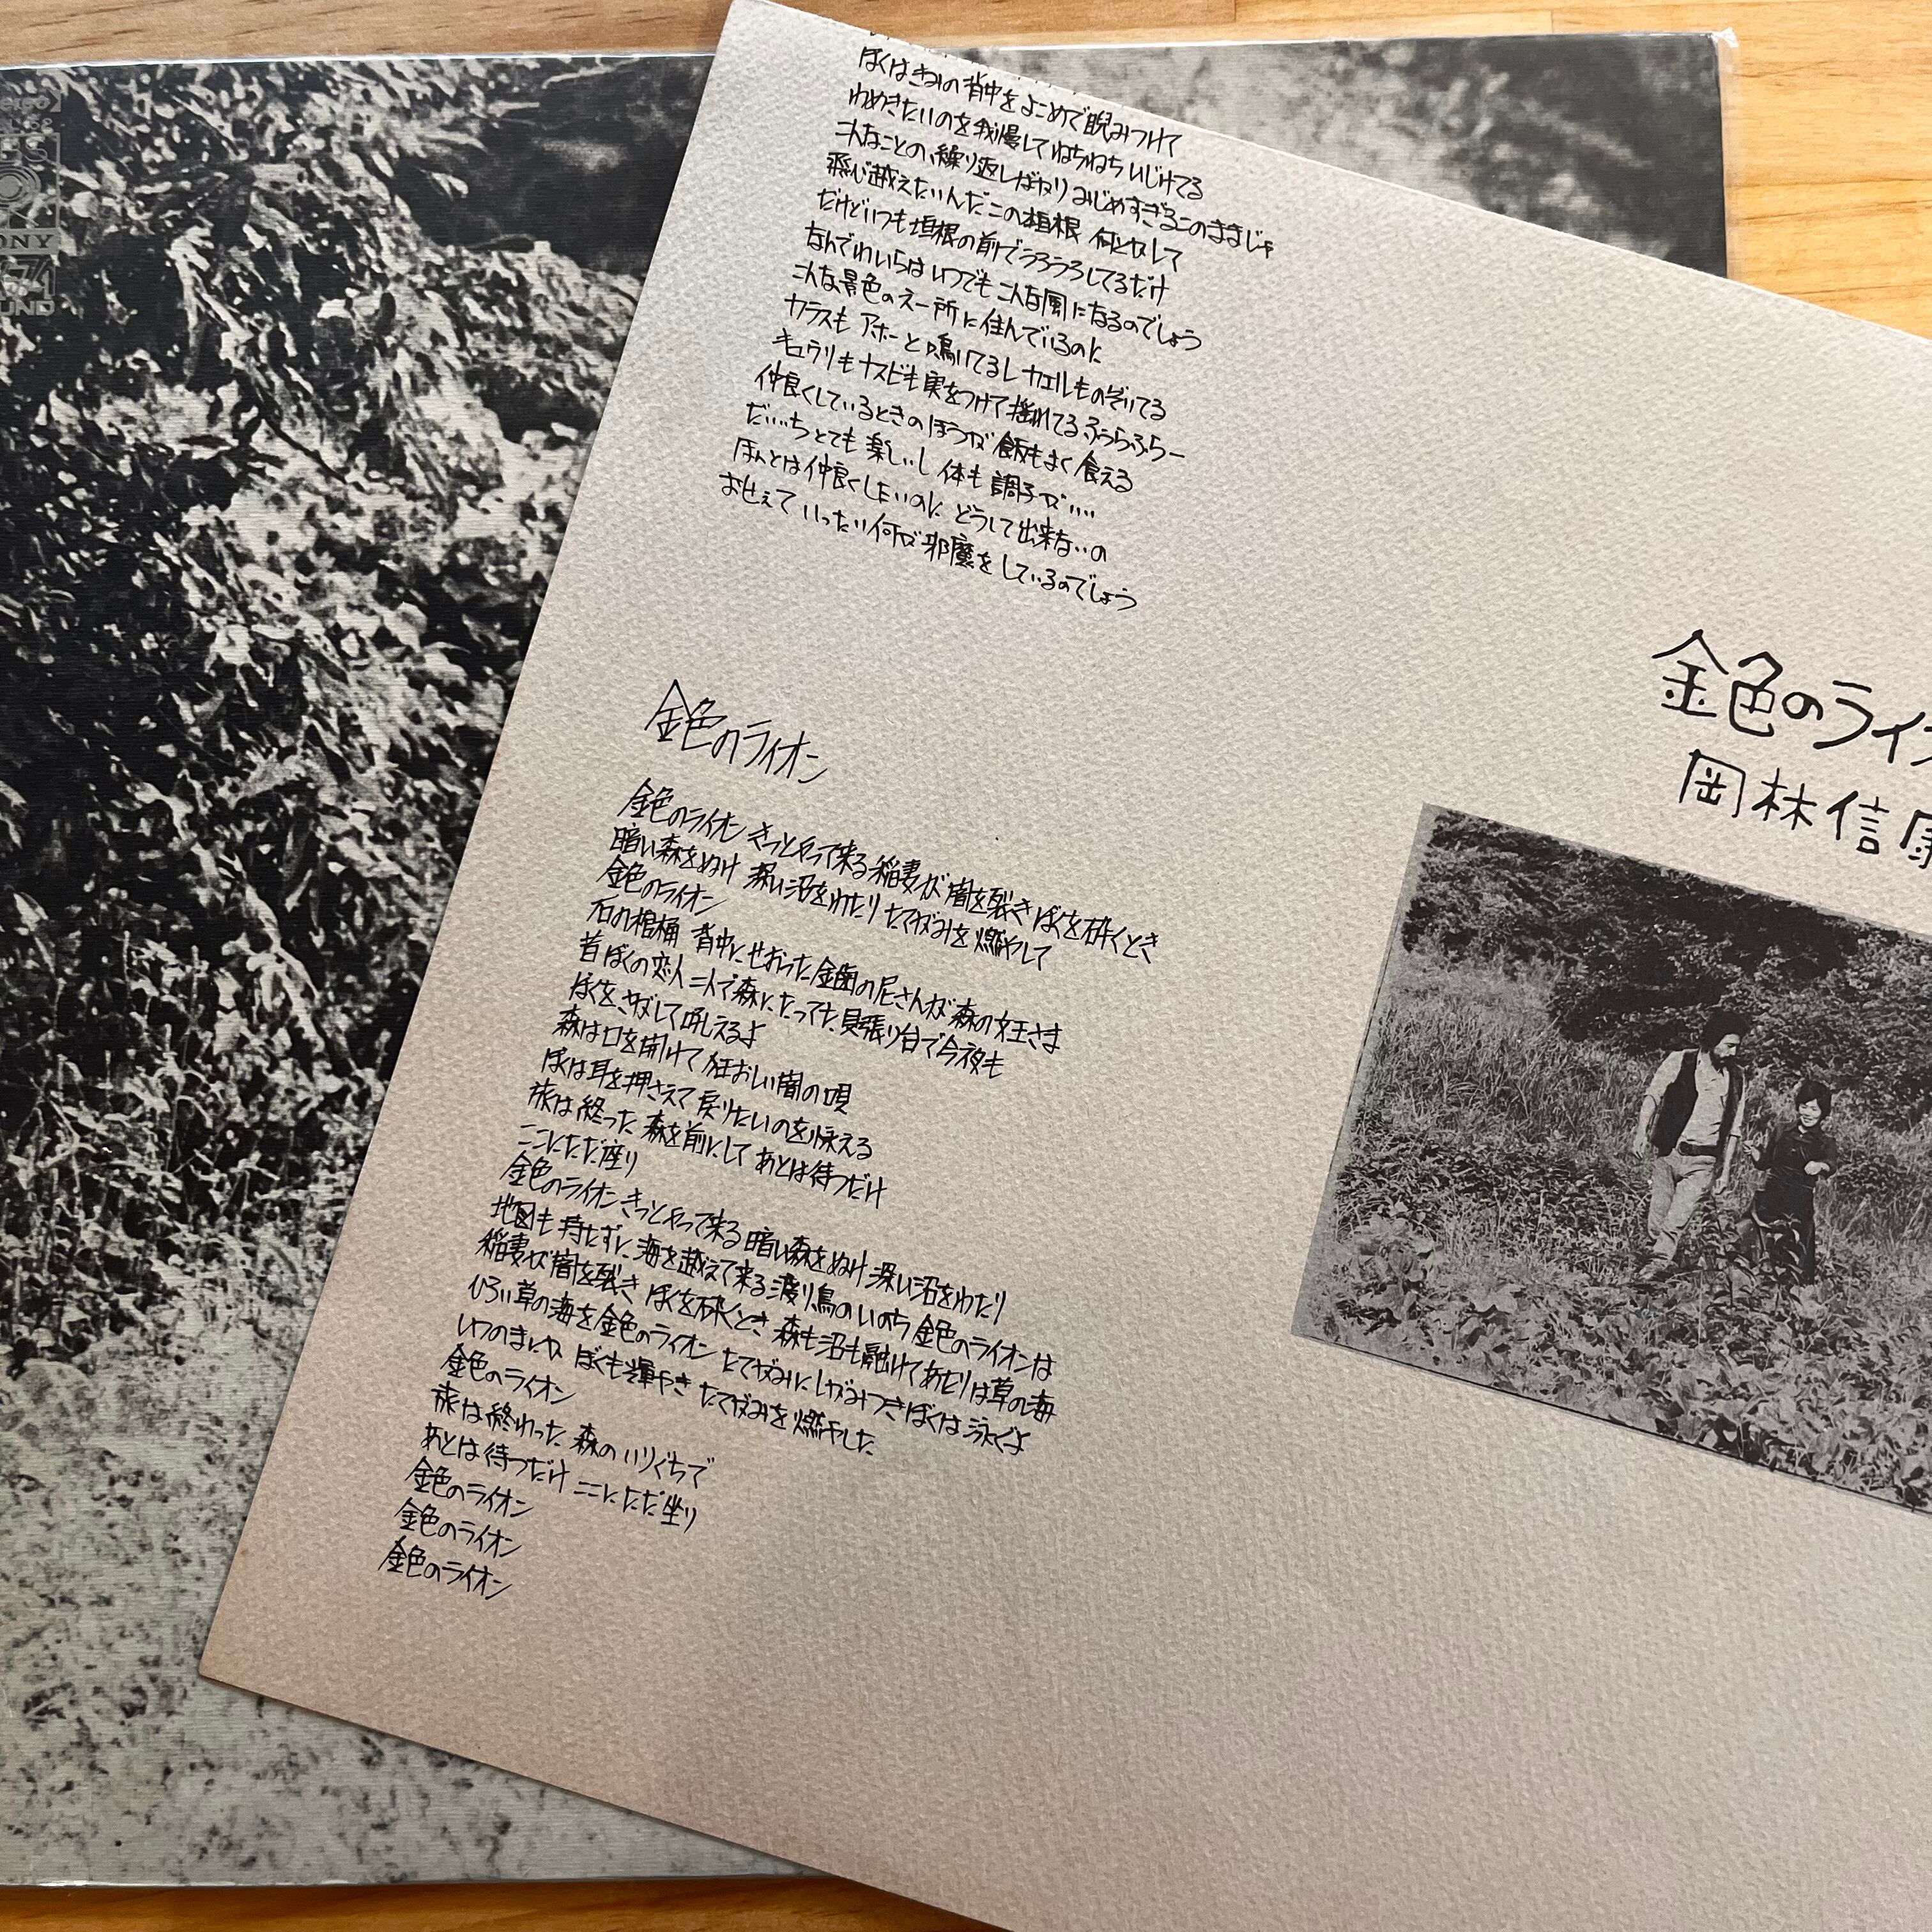 SONY
ぼくはきみの背中をよこめで睨みつけて
わめきたいのを我慢してねちねちいじけてる
こんなことの繰り返しばかりみじめすぎるこのままじゃ
飛び越えたいんだこの垣根 何とかして
だけどいつも垣根の前でうろうろしてるだけ
なんでわいらはいつでもこんな風になるのでしょう
こんな景色のええ所に住んでいるのに
カラスもアホーと鳴いてるし カエルものぞいてる
キュウリもナスビも実をつけて揺れてる ふらふらー
仲良くしているときのほうが 飯もうまく食える
だいいちとても楽しいし 体も調子がいい
ほんとは仲良くしたいのに どうして出来ないの
おせえて いったい何が邪魔をしているのでしょう
金色のライオン
金色のライオン きっとやって来る 稲妻が闇を裂き ぼくを砕くとき
暗い森をぬけ 深い沼をわたり たてがみを燃やして
金色のライオン
石の棺桶 背中にせおった 金歯の尼さんが 森の女王さま
昔ぼくの恋人 二人で森にたってた 見張り台で今夜も
ぼくを、さがして吼えるよ
森は口を開けて 狂おしい闇の唄
ぼくは耳を押さえて 戻りたいのを怺える
旅は終った 森を前にして あとは待つだけ
ここにただ座り
金色のライオン きっとやって来る 暗い森をぬけ 深い沼をわたり
地図も持たずに 海を越えて来る 渡り鳥のいのち 金色のライオンは
稲妻が闇を裂き ぼくを砕くとき 森も沼も融けて あたりは草の海
ひろい草の海を 金色のライオン たてがみにしがみつき ぼくは泳ぐよ
いつのまにか ぼくも輝やき たてがみを燃やした
金色のライオン
旅は終わった 森のいりぐちで
あとは待つだけ ここにただ坐り
金色のライオン
金色のライオン
金色のライオン
金色のライオ
岡林信康